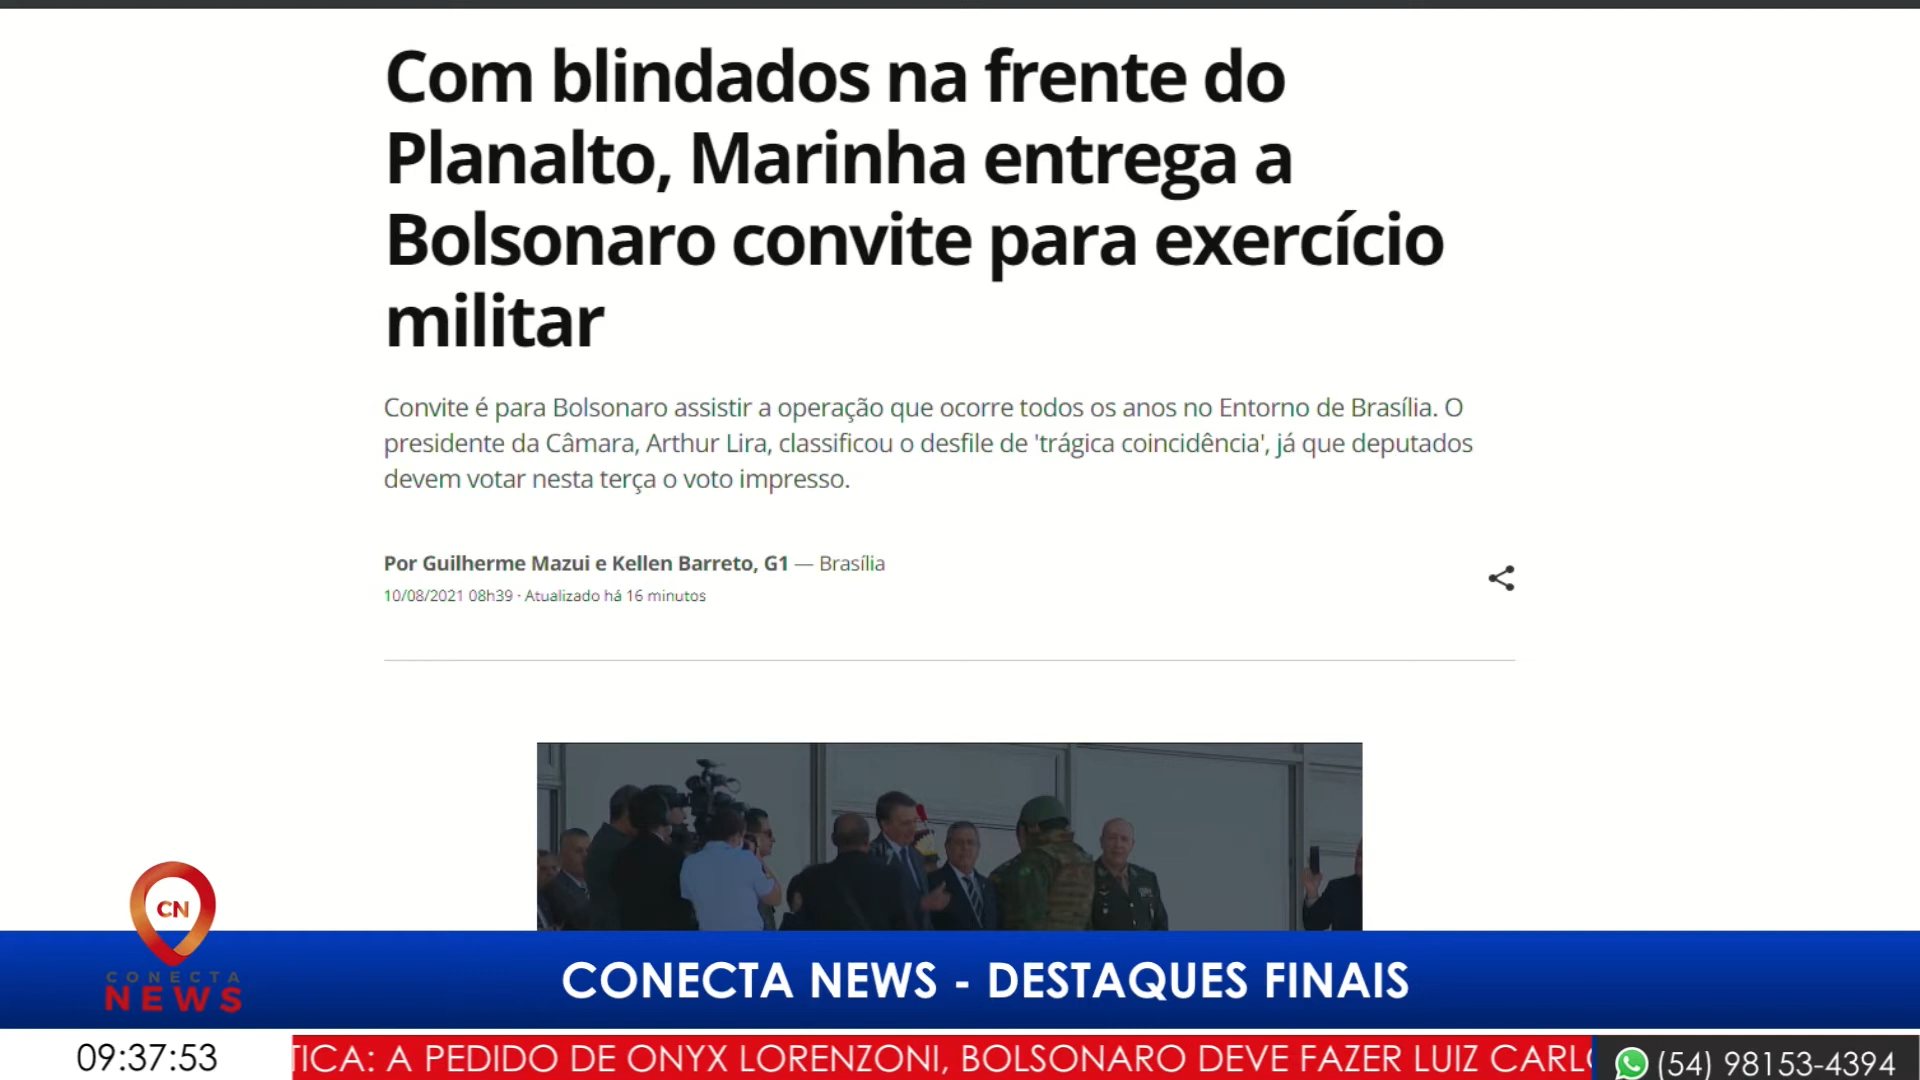 Com blindados na frente do
Planalto, Marinha entrega a
Bolsonaro convite para exercício
militar
Convite é para Bolsonaro assistir a operação que ocorre todos os anos no Entorno de Brasília. O
presidente da Câmara, Arthur Lira, classificou o desfile de 'trágica coincidência', já que deputados
devem votar nesta terça o voto impresso.
Por Guilherme Mazui e Kellen Barreto, G1 — Brasília
10/08/2021 08h39 · Atualizado há 16 minutos
CN
CONECTA
NEWS
CONECTA NEWS - DESTAQUES FINAIS
09:37:53
TICA: A PEDIDO DE ONYX LORENZONI, BOLSONARO DEVE FAZER LUIZ CARL
(54) 98153-4394